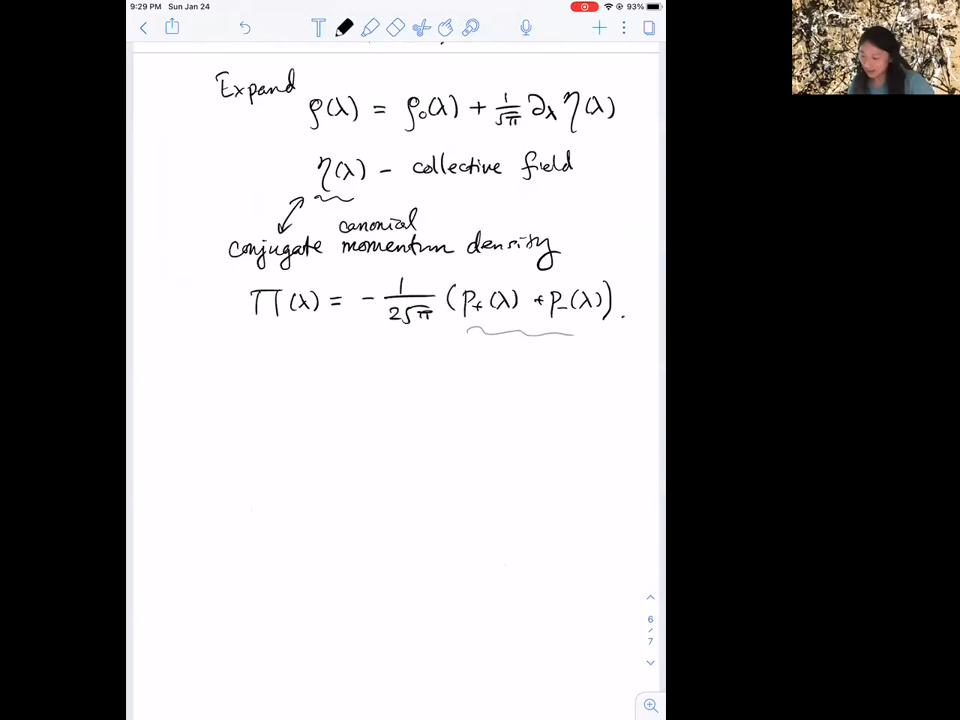 9:29 PM Sun Jan 24
93%
Expand
ρ(λ) = ρ₀(λ) + 1/√π ∂λ η(λ)
η(λ) – collective field
canonical
conjugate momentum density
Π(λ) = - 1/2√π (p₊(λ) + p₋(λ)).
6
7